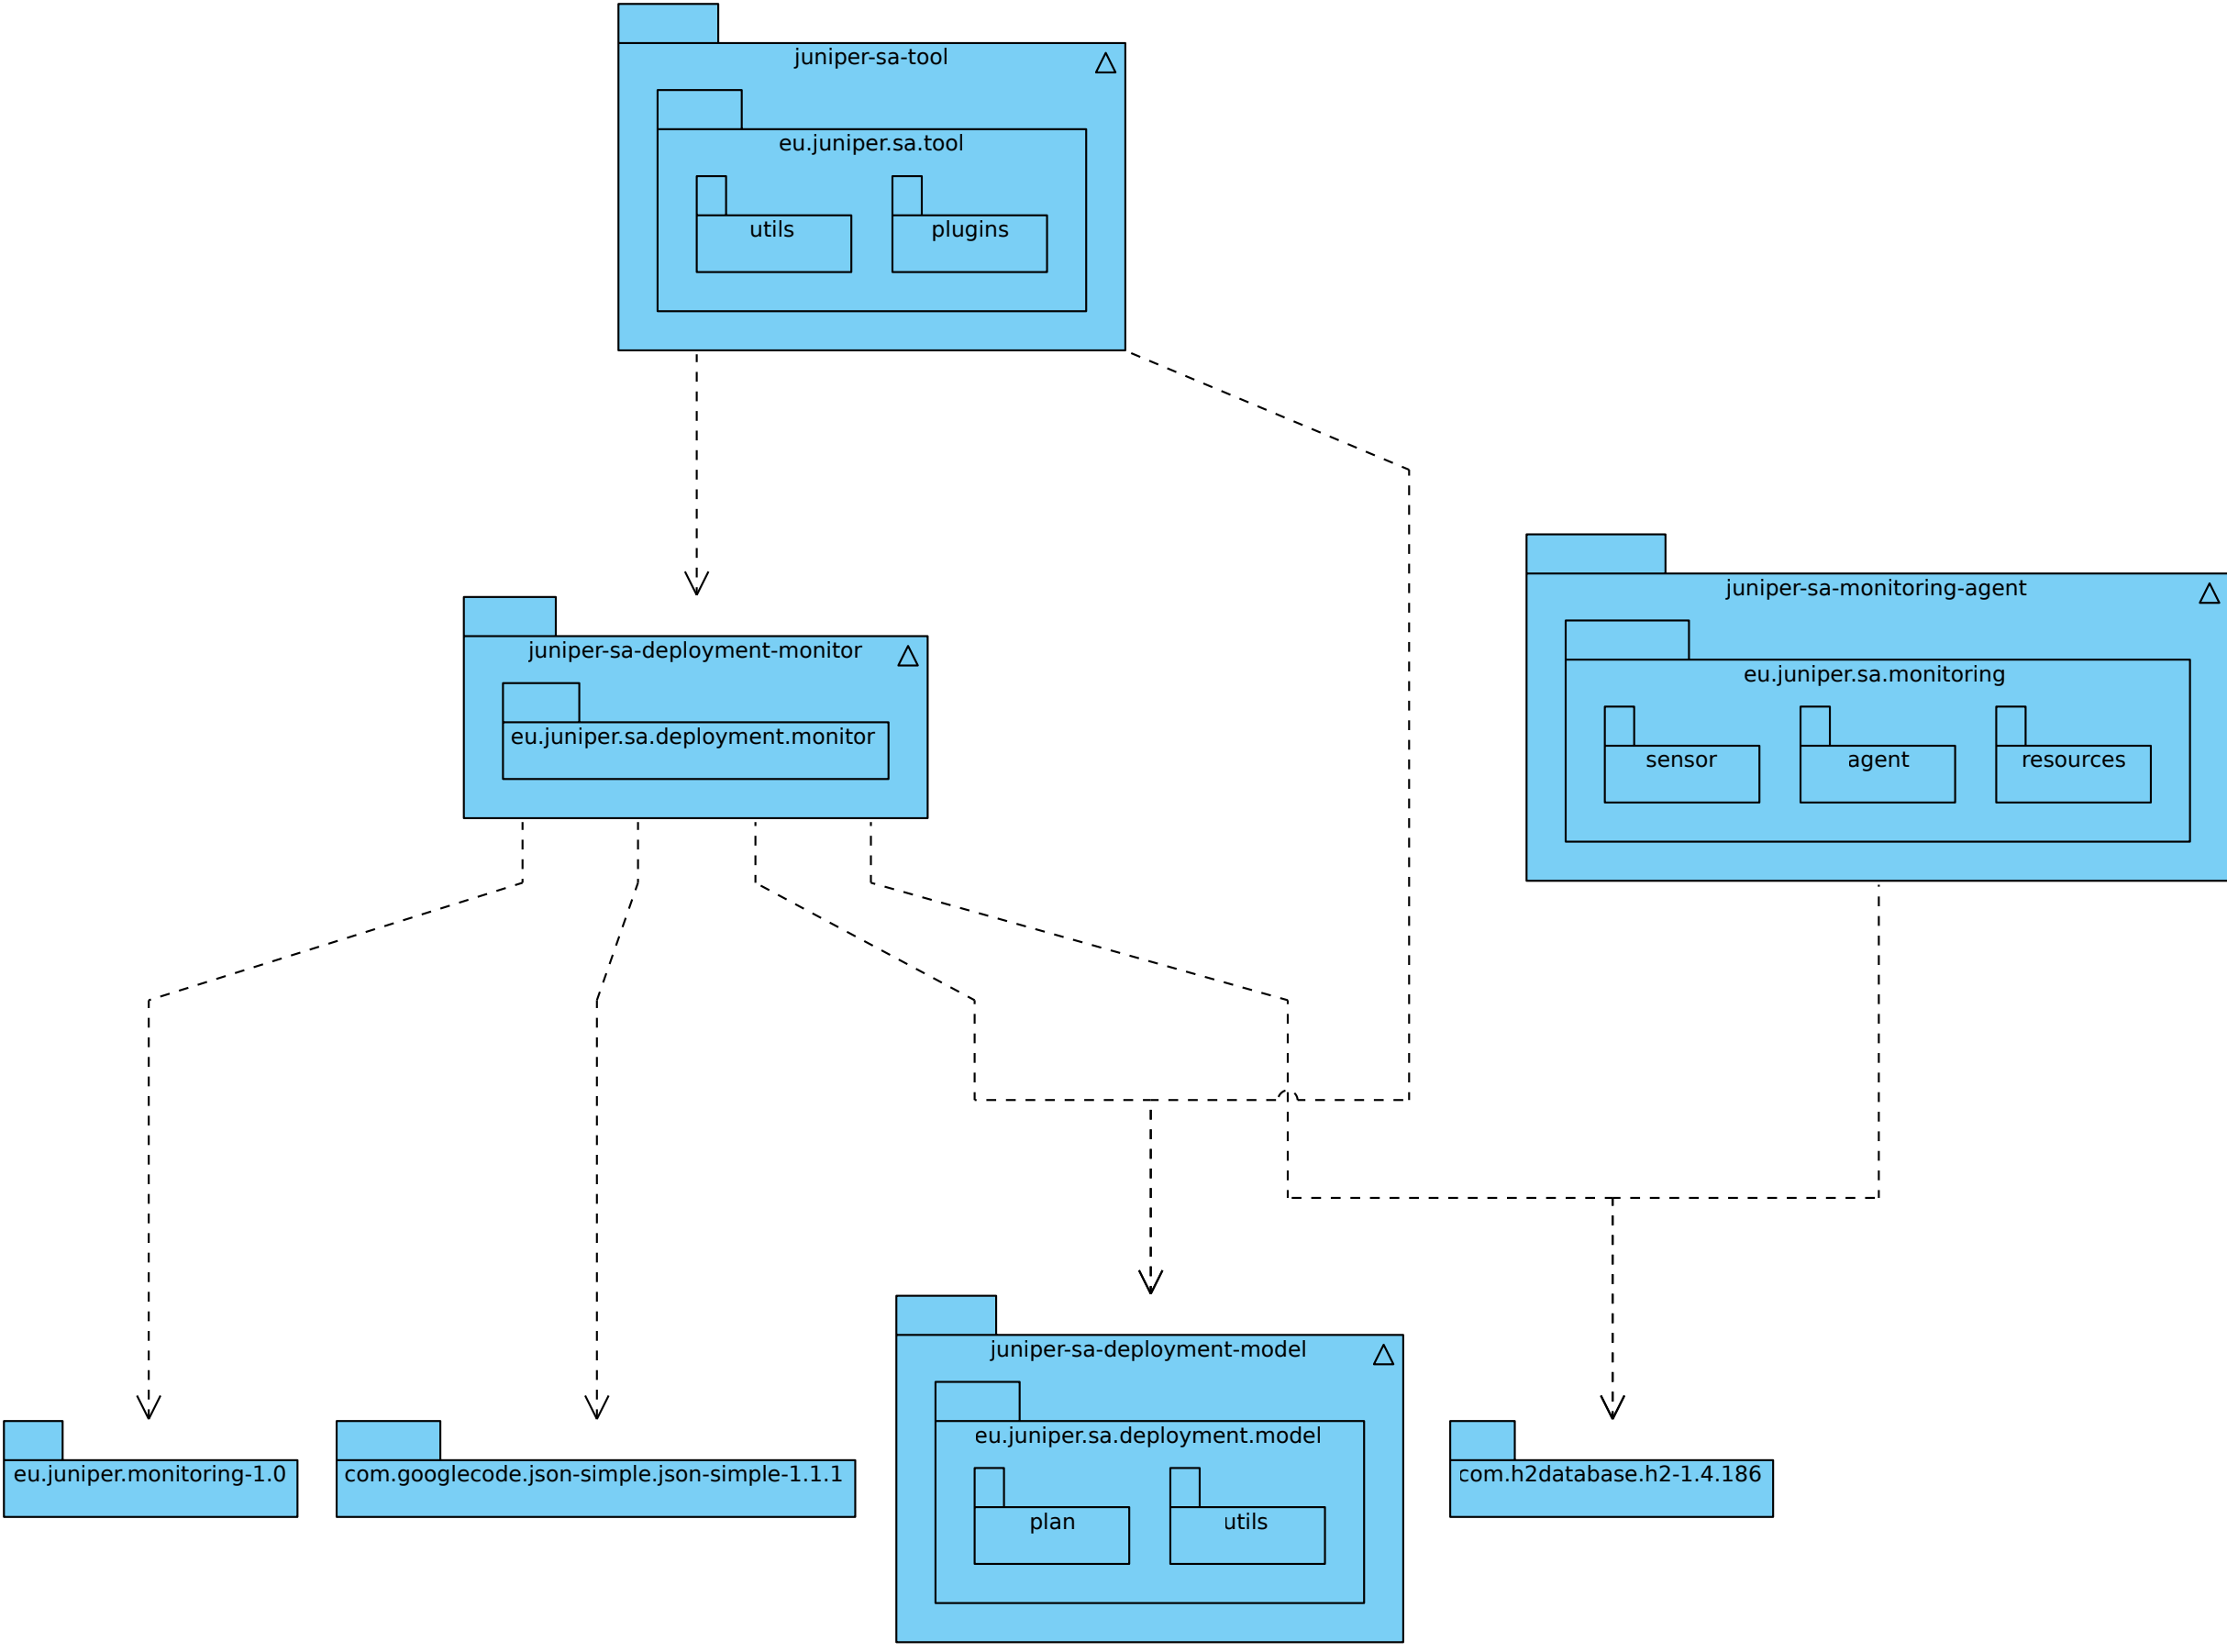 juniper-sa-tool
eu.juniper.sa.tool
utils
plugins
juniper-sa-monitoring-agent
eu.juniper.sa.monitoring
sensor
agent
resources
juniper-sa-deployment-monitor
eu.juniper.sa.deployment.monitor
juniper-sa-deployment-model
eu.juniper.sa.deployment.model
plan
utils
eu.juniper.monitoring-1.0
com.googlecode.json-simple.json-simple-1.1.1
com.h2database.h2-1.4.186